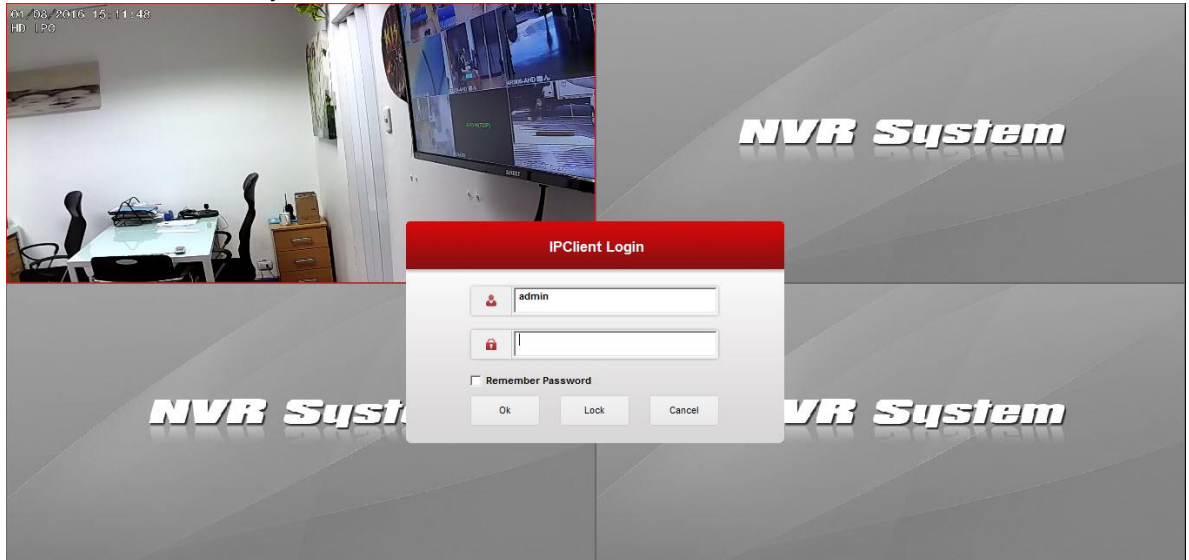 01/08/2016 15:11:48
HD IPC
NVR System
IPClient Login
admin
Remember Password
Ok Lock Cancel
NVR Syst
VR System